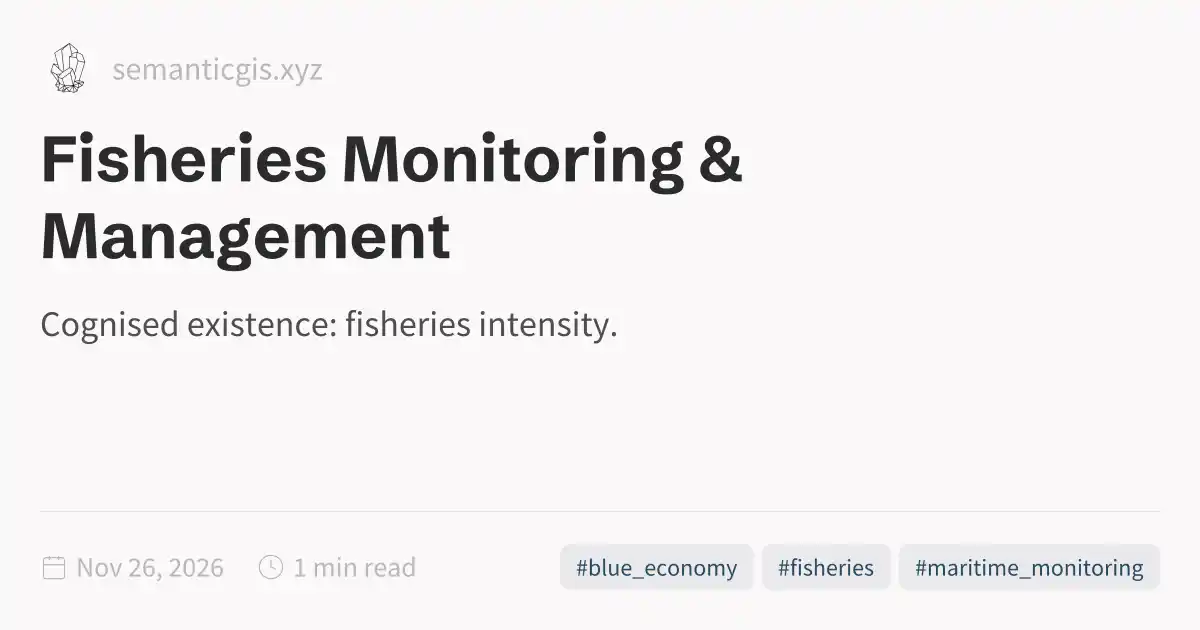 semanticgis.xyz
Fisheries Monitoring &
Management
Cognised existence: fisheries intensity.
Nov 26, 2026 1 min read #blue_economy #fisheries #maritime_monitoring